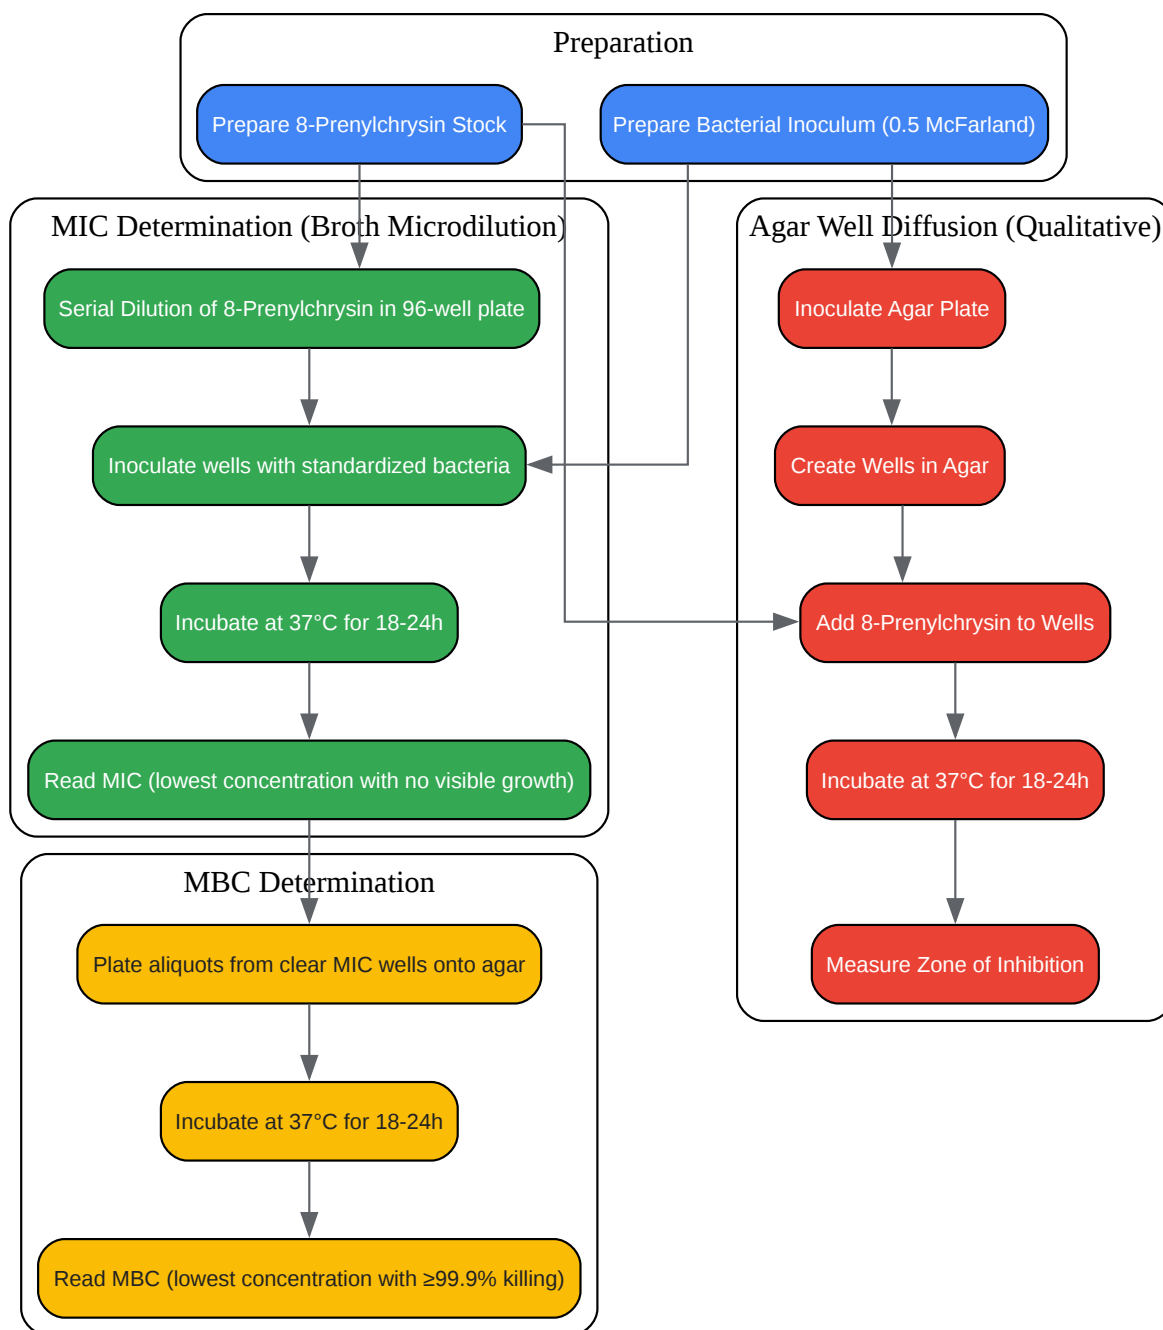 Preparation
Prepare 8-Prenylchrysin Stock
Prepare Bacterial Inoculum (0.5 McFarland)
MIC Determination (Broth Microdilution)
Serial Dilution of 8-Prenylchrysin in 96-well plate
Inoculate wells with standardized bacteria
Incubate at 37°C for 18-24h
Read MIC (lowest concentration with no visible growth)
MBC Determination
Plate aliquots from clear MIC wells onto agar
Incubate at 37°C for 18-24h
Read MBC (lowest concentration with ≥99.9% killing)
Agar Well Diffusion (Qualitative)
Inoculate Agar Plate
Create Wells in Agar
Add 8-Prenylchrysin to Wells
Incubate at 37°C for 18-24h
Measure Zone of Inhibition